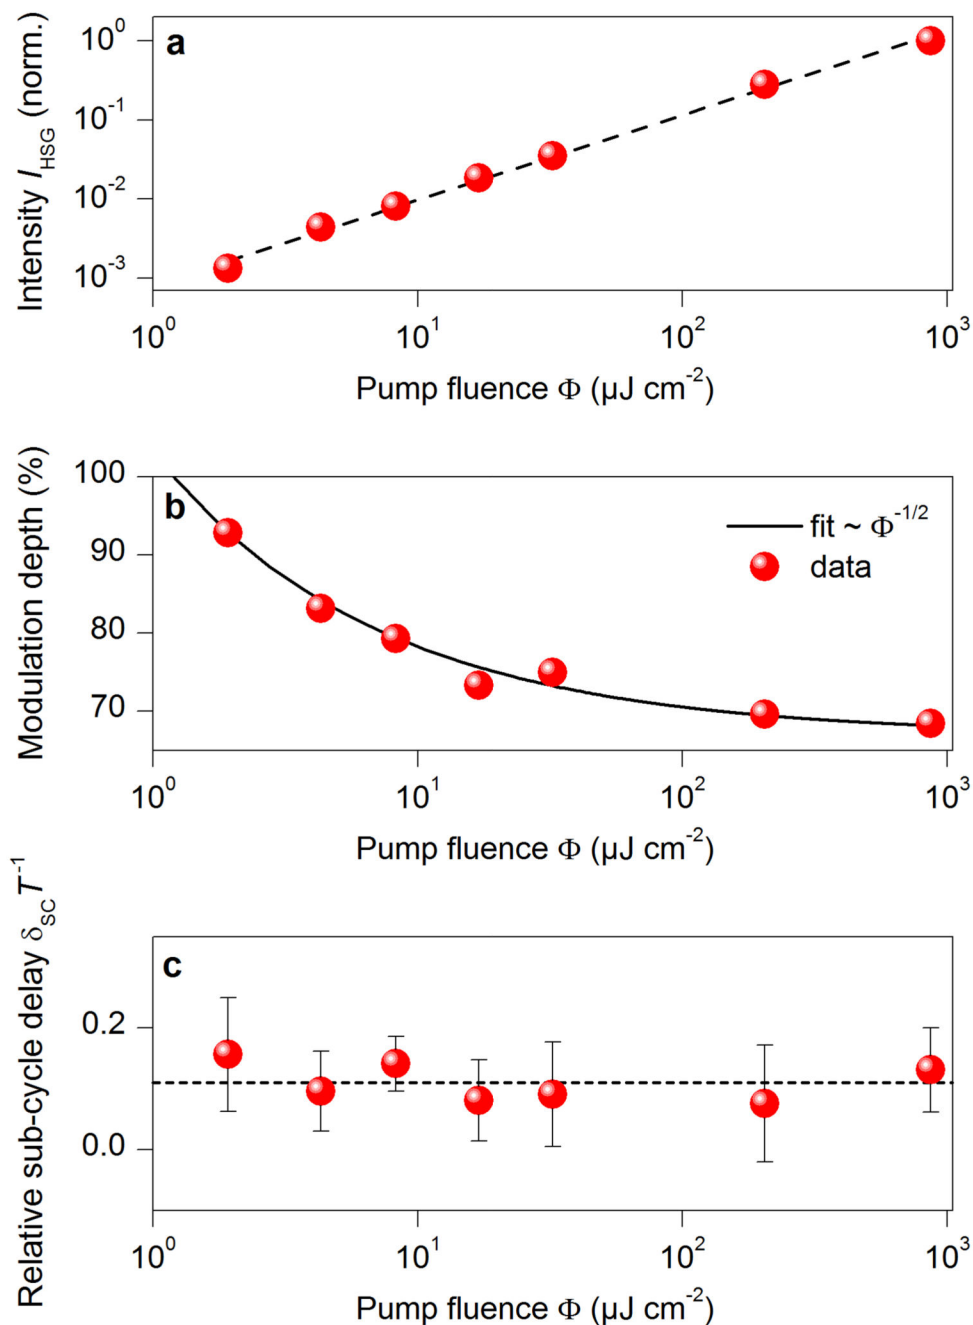 a
Intensity I_HSG (norm.)
10^0
10^-1
10^-2
10^-3
10^0 10^1 10^2 10^3
Pump fluence Φ (µJ cm^-2)
b
Modulation depth (%)
100
90
80
70
fit ~ Φ^-1/2
data
10^0 10^1 10^2 10^3
Pump fluence Φ (µJ cm^-2)
c
Relative sub-cycle delay δ_SC T^-1
0.2
0.0
10^0 10^1 10^2 10^3
Pump fluence Φ (µJ cm^-2)